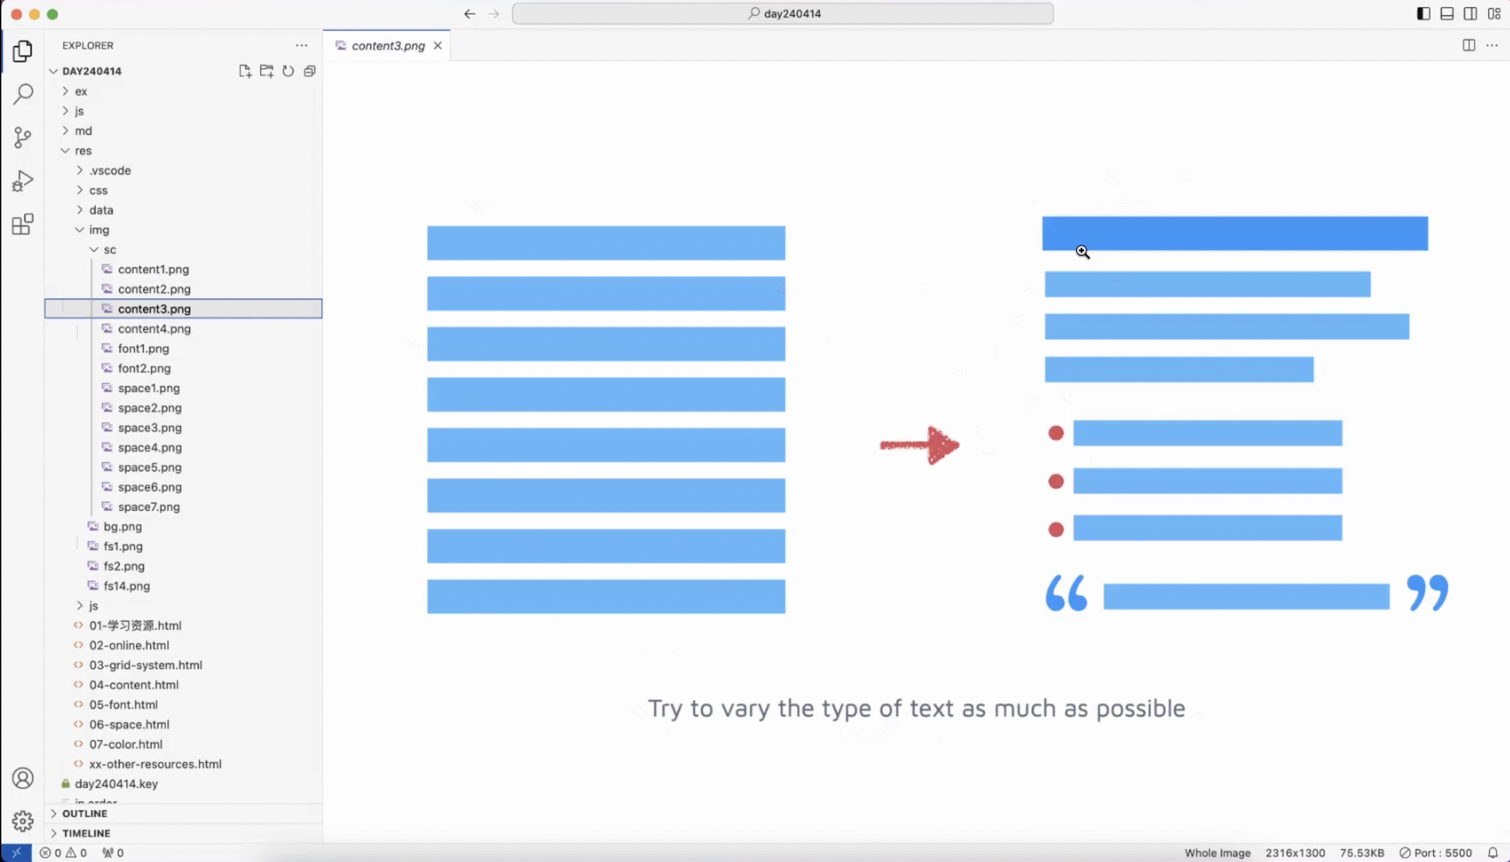 day240414
EXPLORER
content3.png
DAY240414
ex
js
md
res
.vscode
css
data
img
sc
content1.png
content2.png
content3.png
content4.png
font1.png
font2.png
space1.png
space2.png
space3.png
space4.png
space5.png
space6.png
space7.png
bg.png
fs1.png
fs2.png
fs14.png
js
01-学习资源.html
02-online.html
03-grid-system.html
04-content.html
05-font.html
06-space.html
07-color.html
xx-other-resources.html
day240414.key
OUTLINE
TIMELINE
“ ”
Try to vary the type of text as much as possible
0 0 0
Whole Image 2316x1300 75.53KB Port : 5500